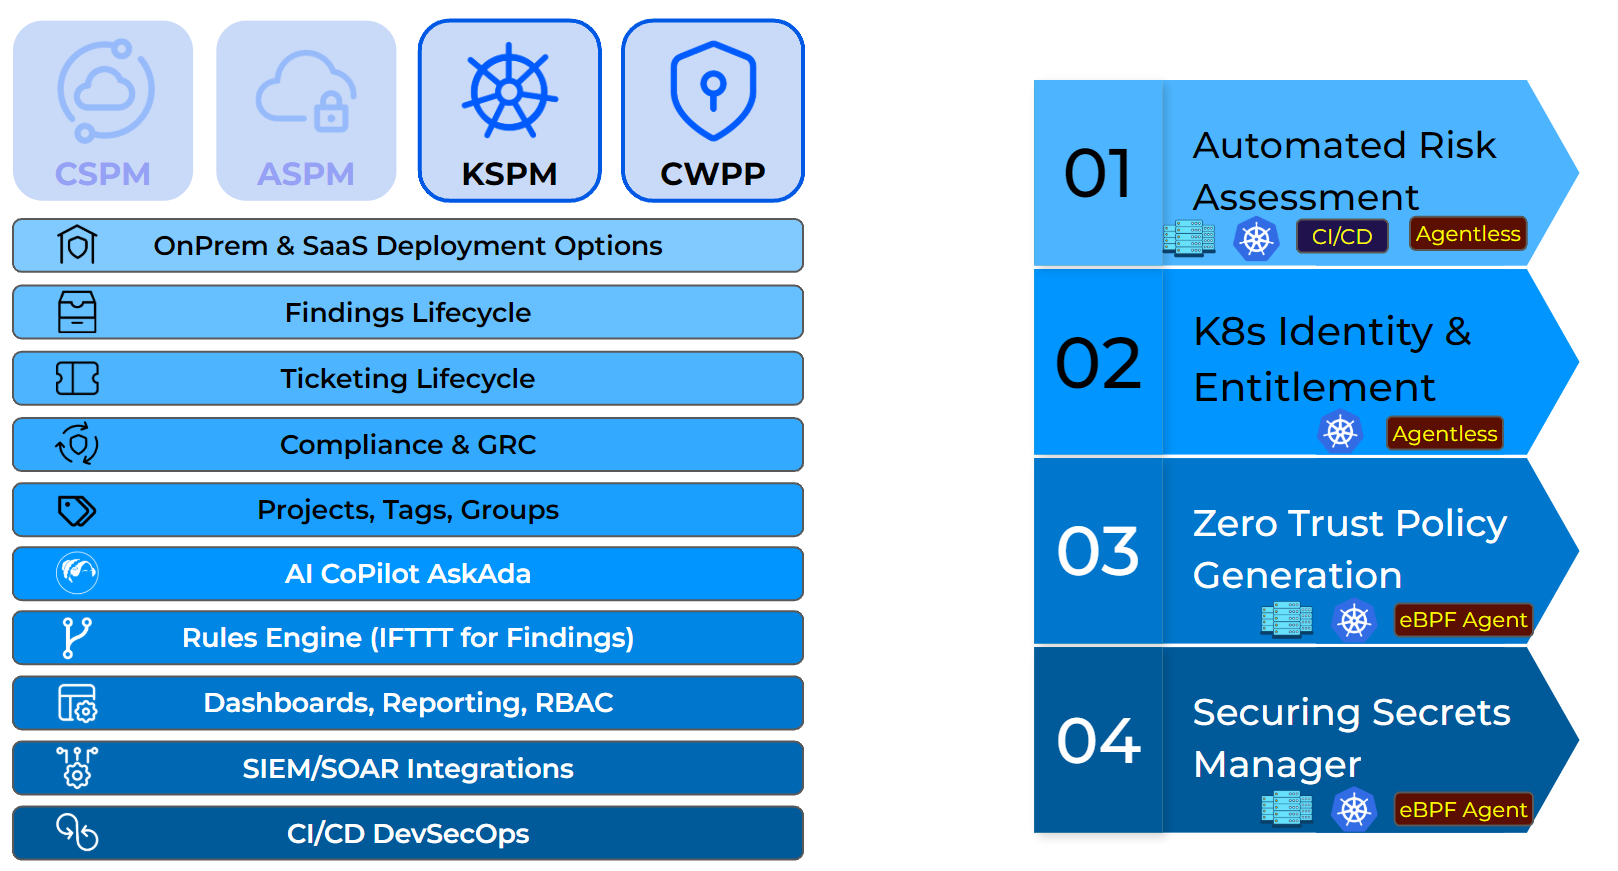 CSPM
ASPM
KSPM
CWPP
OnPrem & SaaS Deployment Options
Findings Lifecycle
Ticketing Lifecycle
Compliance & GRC
Projects, Tags, Groups
AI CoPilot AskAda
Rules Engine (IFTTT for Findings)
Dashboards, Reporting, RBAC
SIEM/SOAR Integrations
CI/CD DevSecOps
01
Automated Risk
Assessment
CI/CD
Agentless
02
K8s Identity &
Entitlement
Agentless
03
Zero Trust Policy
Generation
eBPF Agent
04
Securing Secrets
Manager
eBPF Agent